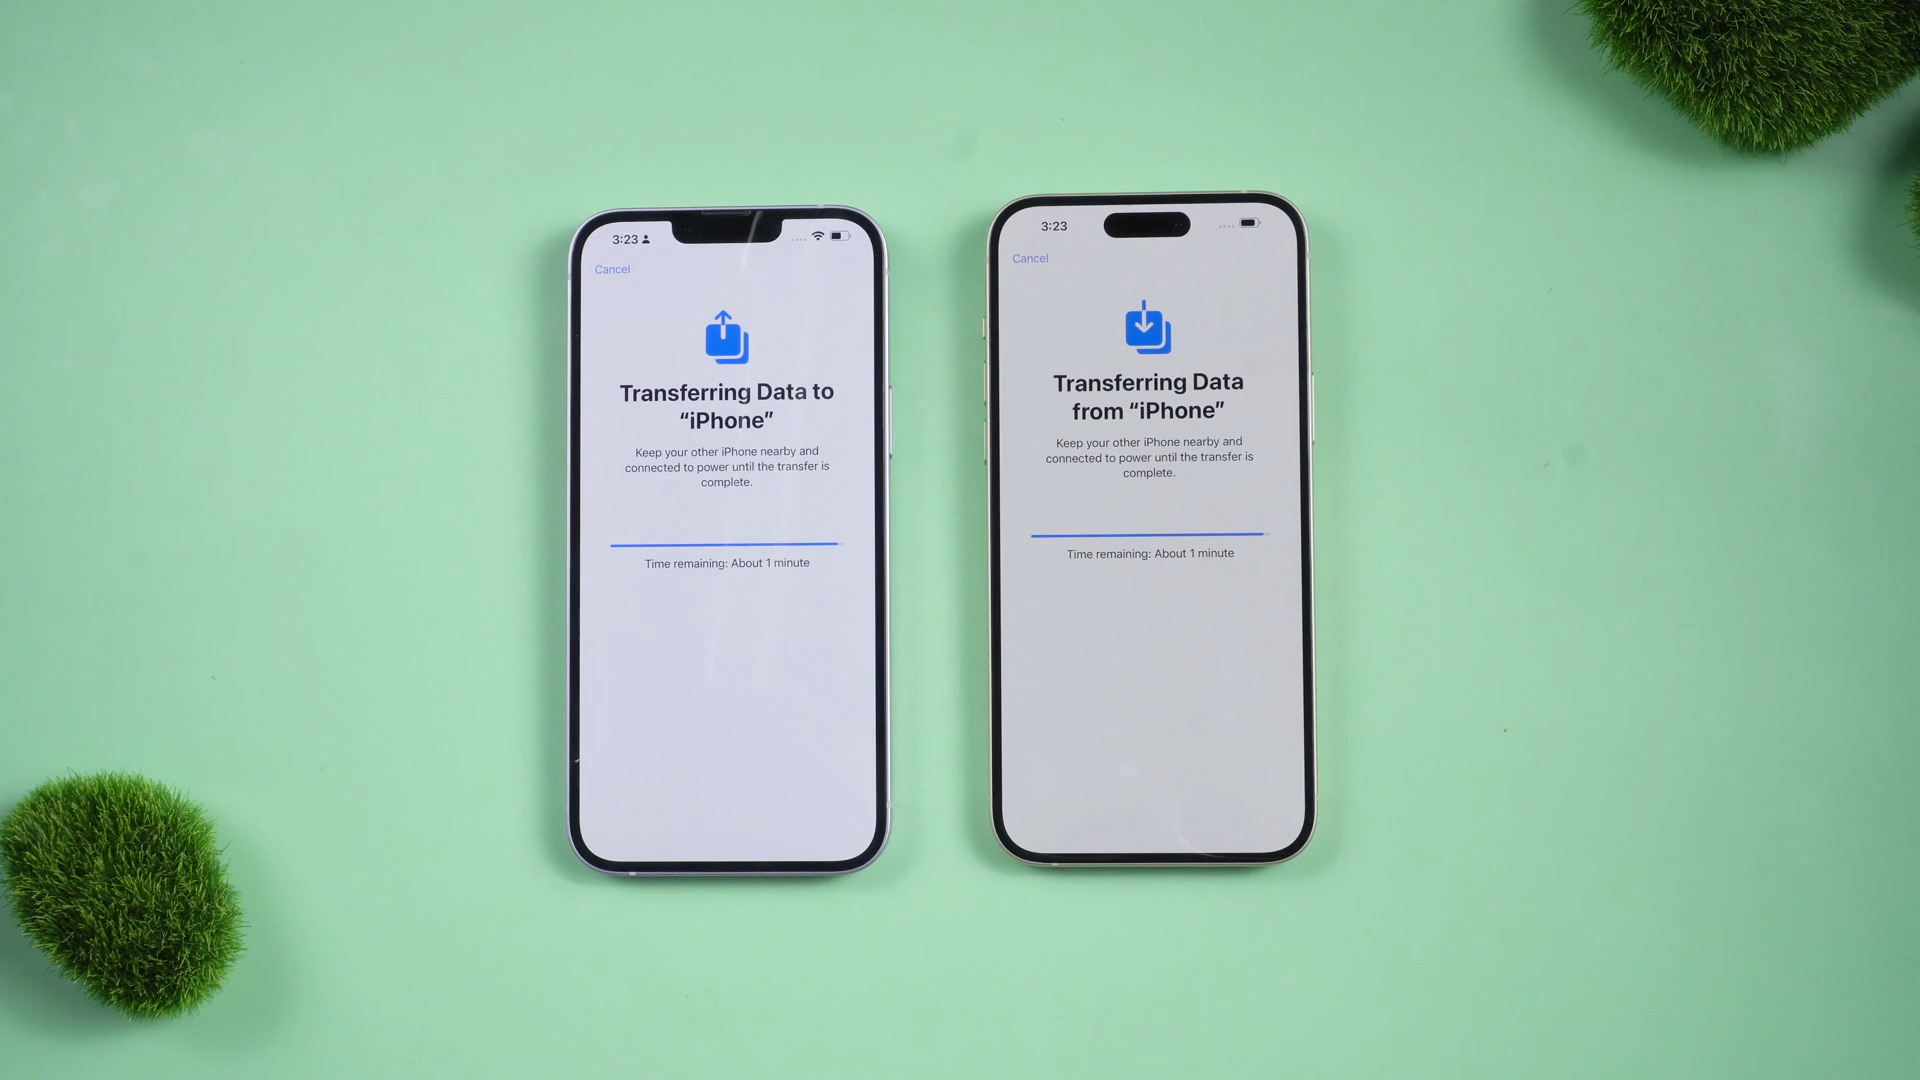 3:23
Cancel
Transferring Data to
“iPhone”
Keep your other iPhone nearby and
connected to power until the transfer is
complete.
Time remaining: About 1 minute
3:23
Cancel
Transferring Data
from “iPhone”
Keep your other iPhone nearby and
connected to power until the transfer is
complete.
Time remaining: About 1 minute